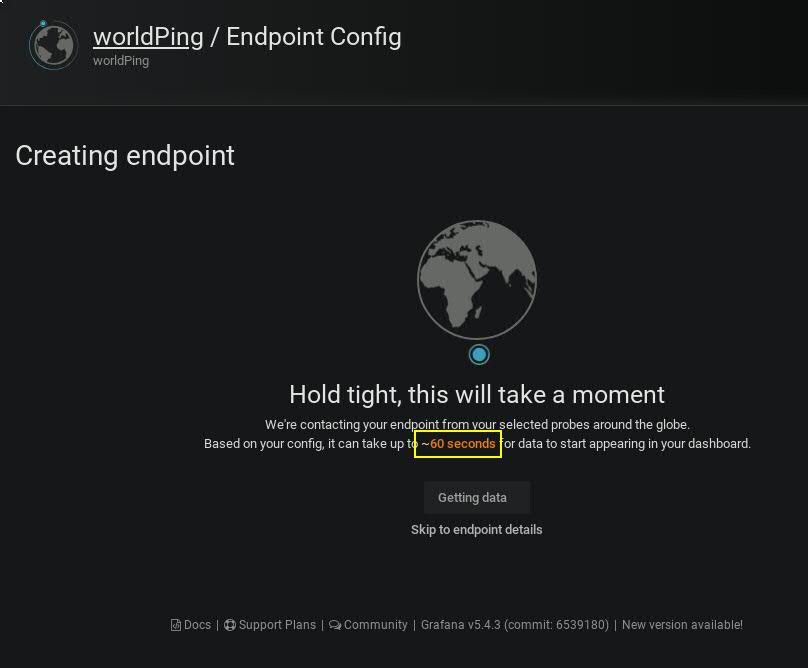 worldPing / Endpoint Config
worldPing
Creating endpoint
Hold tight, this will take a moment
We're contacting your endpoint from your selected probes around the globe.
Based on your config, it can take up to ~60 seconds for data to start appearing in your dashboard.
Getting data
Skip to endpoint details
Docs | Support Plans | Community | Grafana v5.4.3 (commit: 6539180) | New version available!